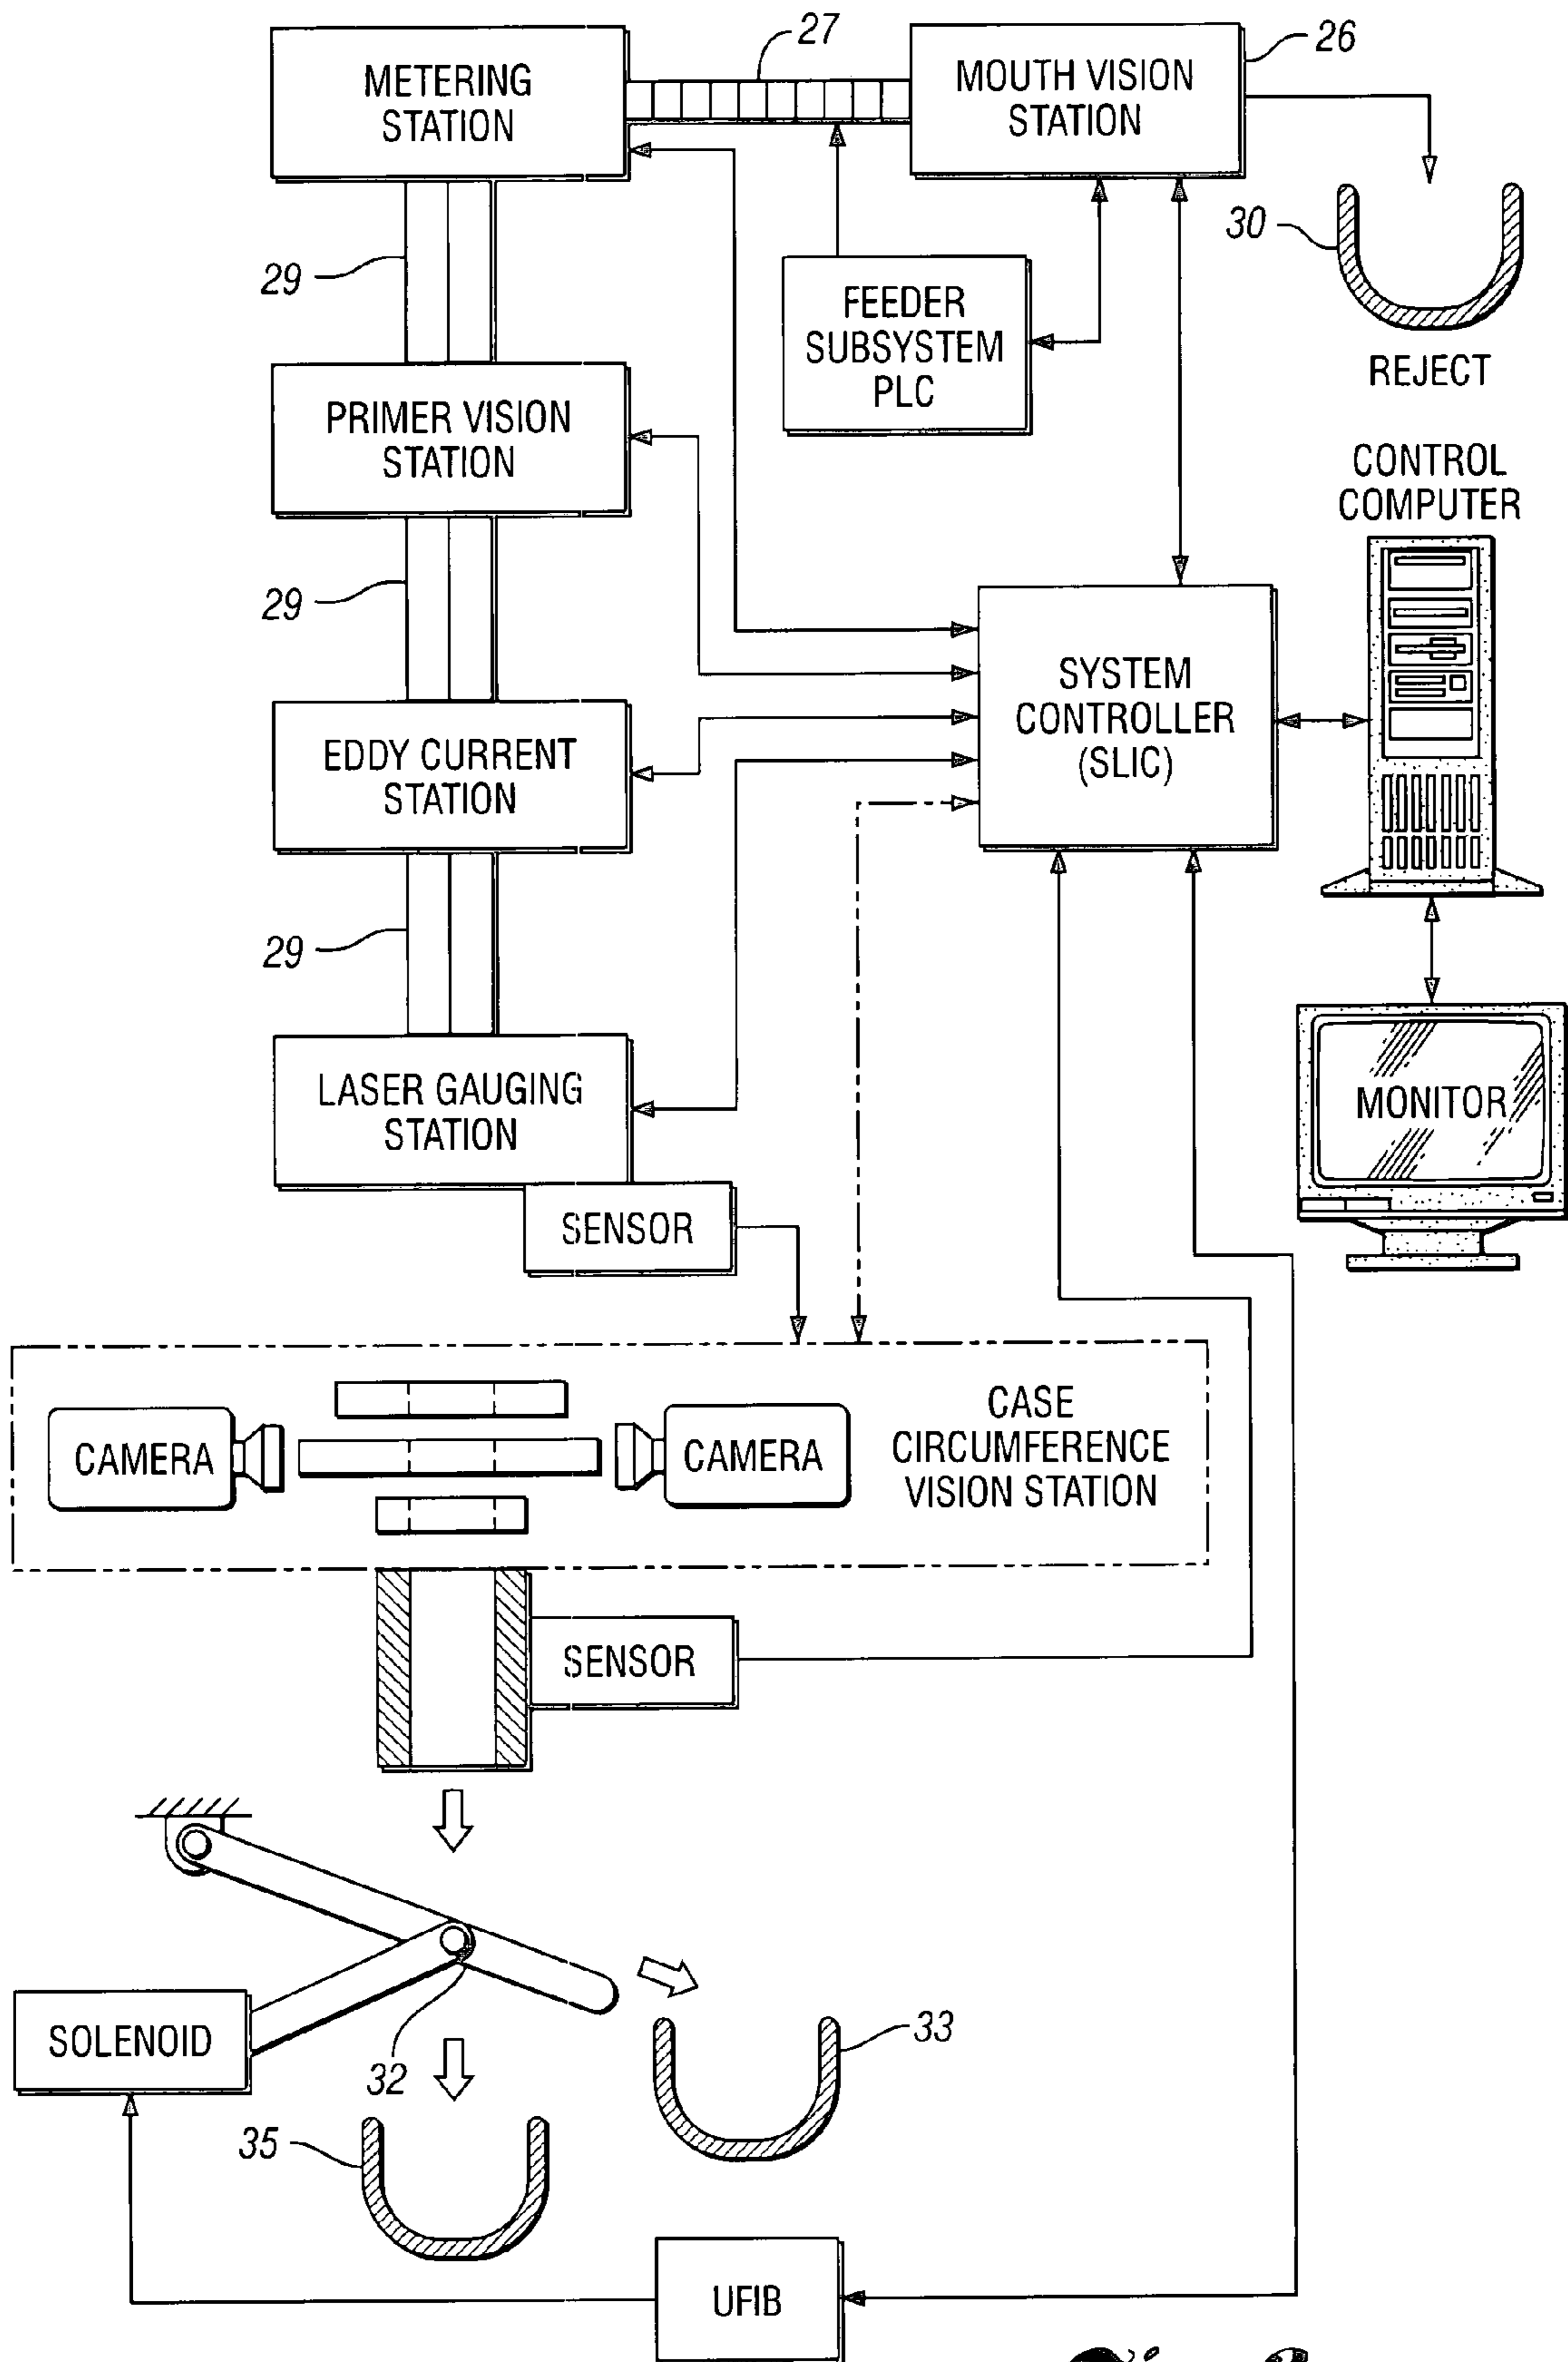 27
26
METERING
STATION
MOUTH VISION
STATION
30
29
FEEDER
SUBSYSTEM
PLC
REJECT
PRIMER VISION
STATION
CONTROL
COMPUTER
29
SYSTEM
CONTROLLER
(SLIC)
EDDY CURRENT
STATION
29
LASER GAUGING
STATION
MONITOR
SENSOR
CASE
CIRCUMFERENCE
VISION STATION
CAMERA
CAMERA
SENSOR
SOLENOID
32
33
35
UFIB